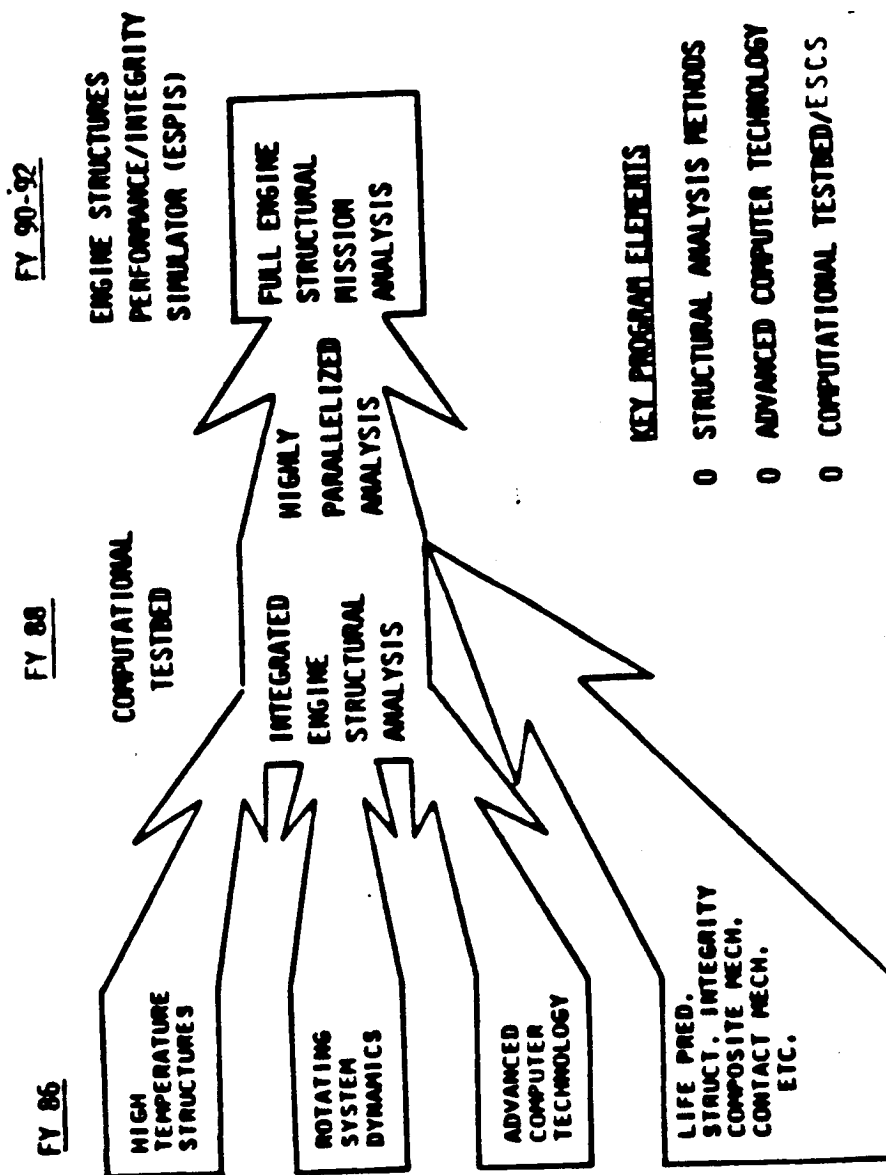 FY 86
HIGH
TEMPERATURE
STRUCTURES
ROTATING
SYSTEM
DYNAMICS
ADVANCED
COMPUTER
TECHNOLOGY
LIFE PRED.
STRUCT. INTEGRITY
COMPOSITE MECH.
CONTACT MECH.
ETC.
FY 88
COMPUTATIONAL
TESTBED
INTEGRATED
ENGINE
STRUCTURAL
ANALYSIS
HIGHLY
PARALLELIZED
ANALYSIS
FY 90-92
ENGINE STRUCTURES
PERFORMANCE/INTEGRITY
SIMULATOR (ESPIS)
FULL ENGINE
STRUCTURAL
MISSION
ANALYSIS
KEY PROGRAM ELEMENTS
O STRUCTURAL ANALYSIS METHODS
O ADVANCED COMPUTER TECHNOLOGY
O COMPUTATIONAL TESTBED/ESCS